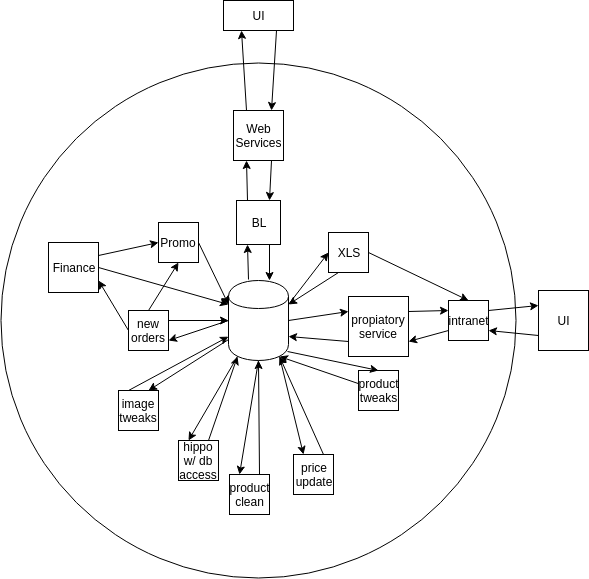 UI
Web
Services
BL
Promo
XLS
Finance
propiatory
service
new
orders
intranet
UI
image
tweaks
product
tweaks
hippo
w/ db
access
price
update
product
clean